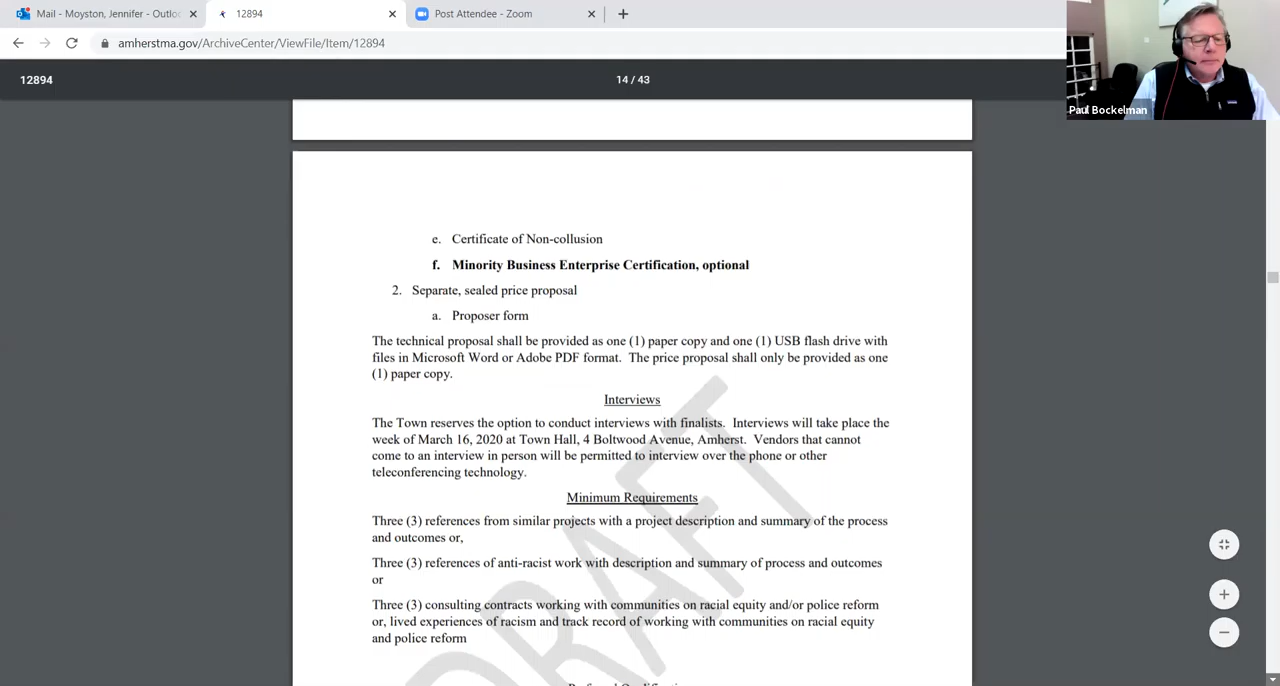 Mail - Moyston, Jennifer - Outlo
12894
Post Attendee - Zoom
amherstma.gov/ArchiveCenter/ViewFile/Item/12894
12894
14 / 43
Paul Bockelman
e. Certificate of Non-collusion
f. Minority Business Enterprise Certification, optional
2. Separate, sealed price proposal
a. Proposer form
The technical proposal shall be provided as one (1) paper copy and one (1) USB flash drive with
files in Microsoft Word or Adobe PDF format. The price proposal shall only be provided as one
(1) paper copy.
Interviews
The Town reserves the option to conduct interviews with finalists. Interviews will take place the
week of March 16, 2020 at Town Hall, 4 Boltwood Avenue, Amherst. Vendors that cannot
come to an interview in person will be permitted to interview over the phone or other
teleconferencing technology.
Minimum Requirements
Three (3) references from similar projects with a project description and summary of the process
and outcomes or,
Three (3) references of anti-racist work with description and summary of process and outcomes
or
Three (3) consulting contracts working with communities on racial equity and/or police reform
or, lived experiences of racism and track record of working with communities on racial equity
and police reform
DRAFT